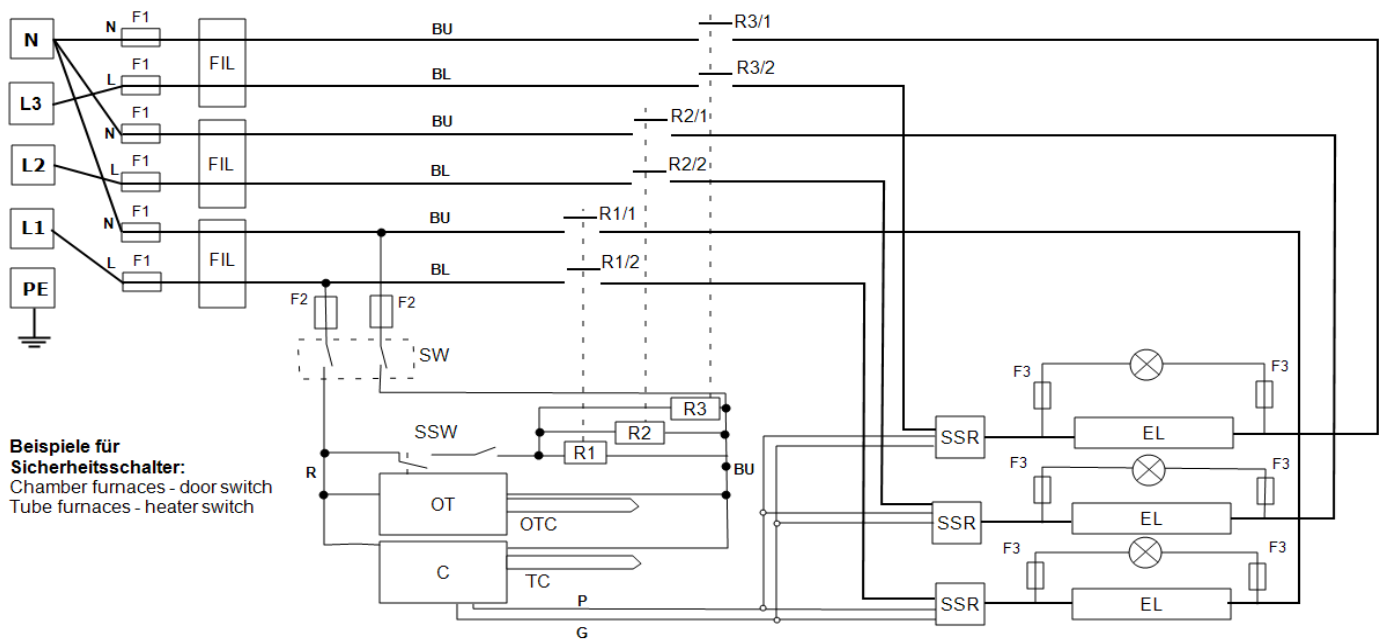 N
N
F1
BU
R3/1
FIL
F1
L
BL
R3/2
L3
N
F1
BU
R2/1
FIL
L2
L
F1
BL
R2/2
L1
N
F1
BU
R1/1
FIL
L
F1
BL
R1/2
PE
F2
F2
SW
F3
F3
EL
R3
SSR
R2
SSW
R1
Beispiele für
Sicherheitsschalter:
Chamber furnaces - door switch
Tube furnaces - heater switch
R
BU
OT
OTC
F3
F3
EL
SSR
C
TC
F3
F3
EL
SSR
P
G